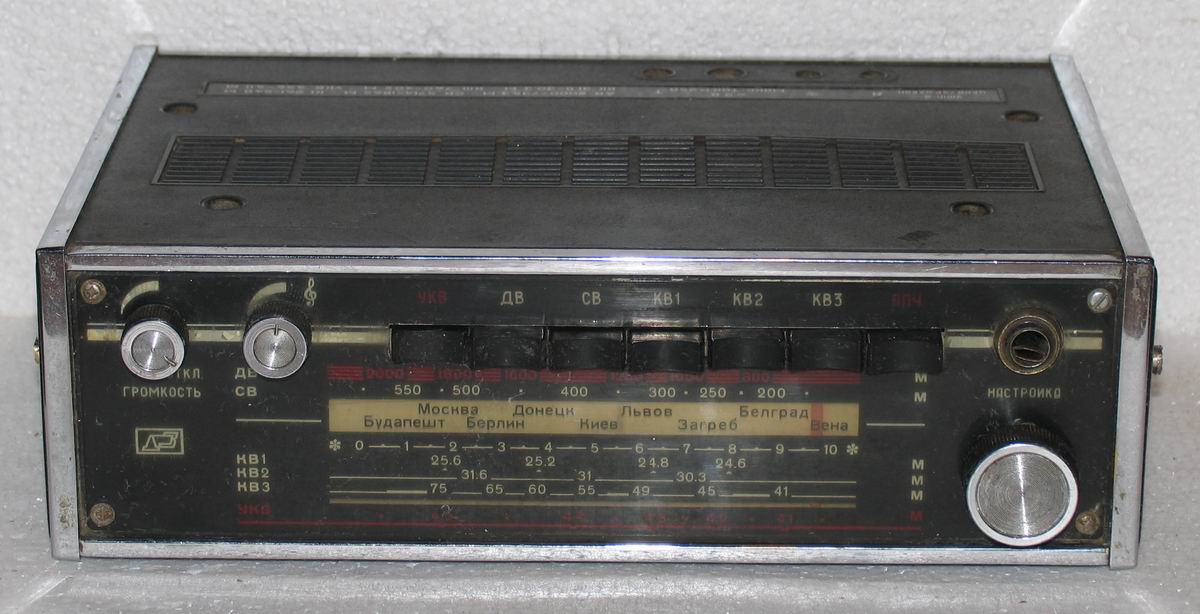 УКВ ДВ СВ КВ1 КВ2 КВ3 АПЧ
КЛ
ГРОМКОСТЬ
НАСТРОЙКА
ДВ 2000 М
СВ 550 500 400 300 250 200 М
Москва Донецк Львов Белград
Будапешт Берлин Киев Загреб Вена
0 1 2 3 4 5 6 7 8 9 10
КВ1 25.6 25.2 24.8 24.6 М
КВ2 31.6 31 30.3 М
КВ3 75 65 60 55 49 45 41 М
УКВ М